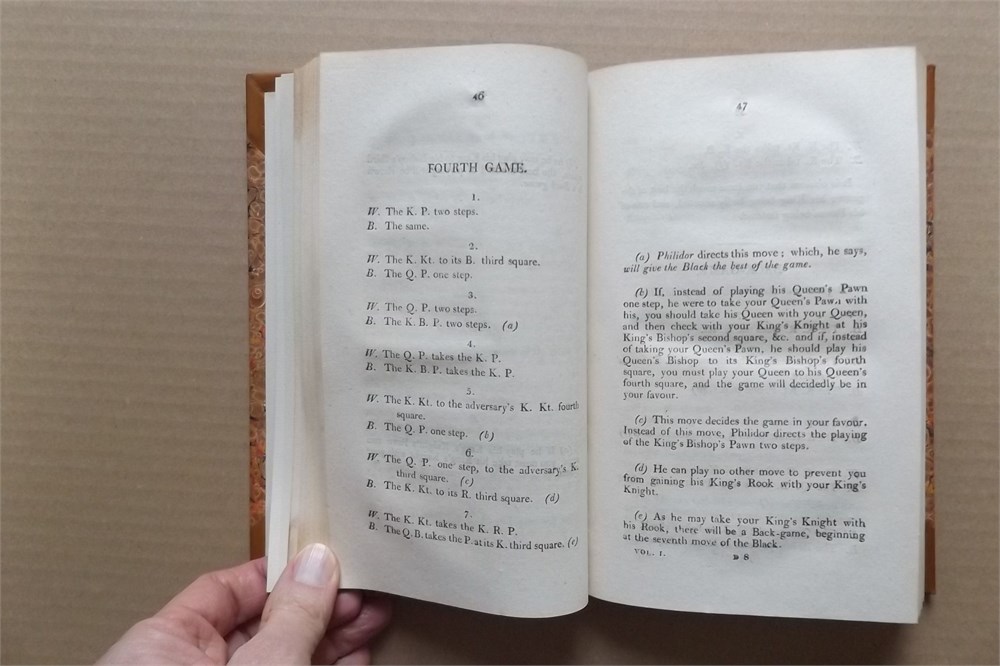 46
FOURTH GAME.
1.
W. The K. P. two steps.
B. The same.
2.
W. The K. Kt. to its B. third square.
B. The Q. P. one step.
3.
W. The Q. P. two steps.
B. The K. B. P. two steps. (a)
4.
W. The Q. P. takes the K. P.
B. The K. B. P. takes the K. P.
5.
W. The K. Kt. to the adversary's K. Kt. fourth
square.
B. The Q. P. one step. (b)
6.
W. The Q. P. one step, to the adversary's K.
third square. (c)
B. The K. Kt. to its R. third square. (d)
7.
W. The K. Kt. takes the K. R. P.
B. The Q. B. takes the P. at its K. third square. (e)
47
(a) Philidor directs this move; which, he says,
will give the Black the best of the game.
(b) If, instead of playing his Queen's Pawn
one step, he were to take your Queen's Pawn with
his, you should take his Queen with your Queen,
and then check with your King's Knight at his
King's Bishop's second square, &c. and if, instead
of taking your Queen's Pawn, he should play his
Queen's Bishop to its King's Bishop's fourth
square, you must play your Queen to his Queen's
fourth square, and the game will decidedly be in
your favour.
(c) This move decides the game in your favour.
Instead of this move, Philidor directs the playing
of the King's Bishop's Pawn two steps.
(d) He can play no other move to prevent you
from gaining his King's Rook with your King's
Knight.
(e) As he may take your King's Knight with
his Rook, there will be a Back-game, beginning
at the seventh move of the Black.
VOL. I. D 8